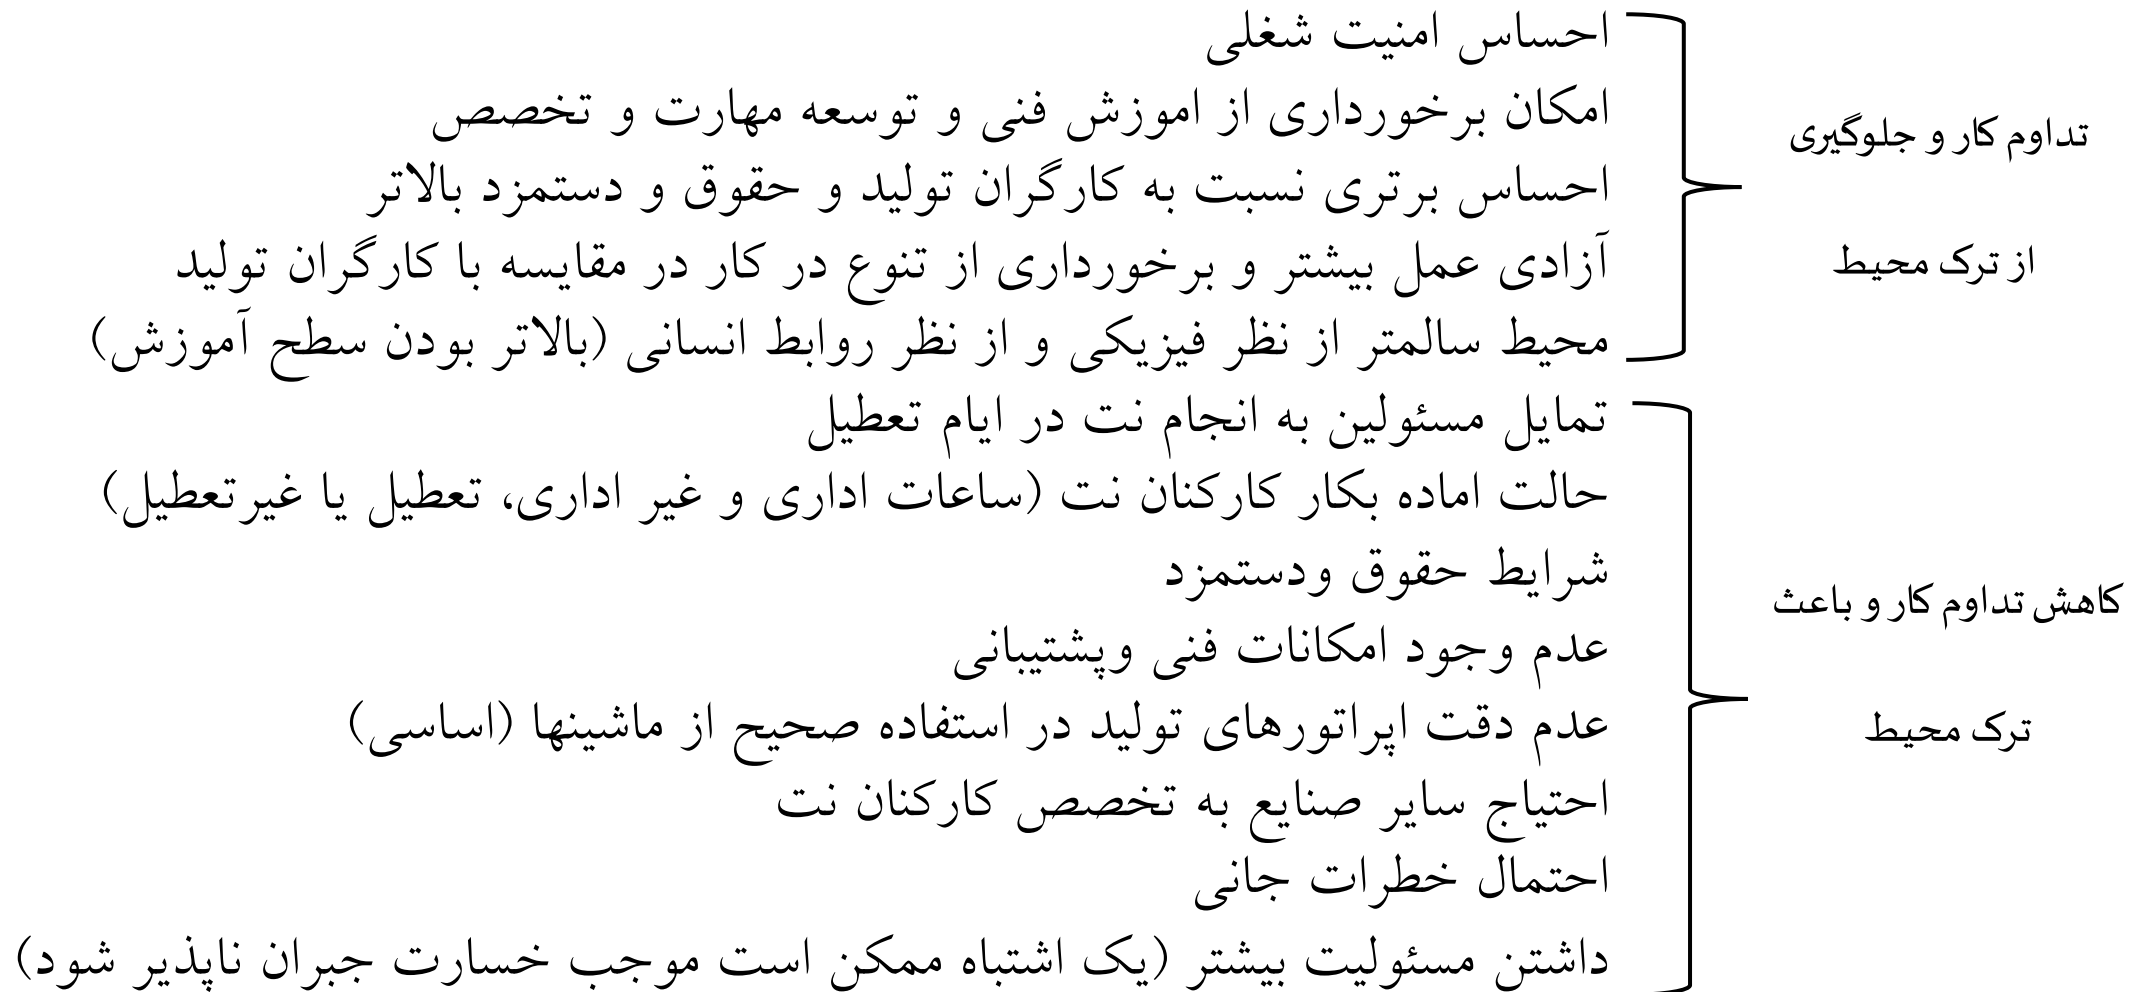 تداوم کار و جلوگیری
از ترک محیط
احساس امنیت شغلی
امکان برخورداری از اموزش فنی و توسعه مهارت و تخصص
احساس برتری نسبت به کارگران تولید و حقوق و دستمزد بالاتر
آزادی عمل بیشتر و برخورداری از تنوع در کار در مقایسه با کارگران تولید
محیط سالمتر از نظر فیزیکی و از نظر روابط انسانی (بالاتر بودن سطح آموزش)
کاهش تداوم کار و باعث
ترک محیط
تمایل مسئولین به انجام نت در ایام تعطیل
حالت اماده بکار کارکنان نت (ساعات اداری و غیر اداری، تعطیل یا غیرتعطیل)
شرایط حقوق ودستمزد
عدم وجود امکانات فنی وپشتیبانی
عدم دقت اپراتورهای تولید در استفاده صحیح از ماشینها (اساسی)
احتیاج سایر صنایع به تخصص کارکنان نت
احتمال خطرات جانی
داشتن مسئولیت بیشتر (یک اشتباه ممکن است موجب خسارت جبران ناپذیر شود)